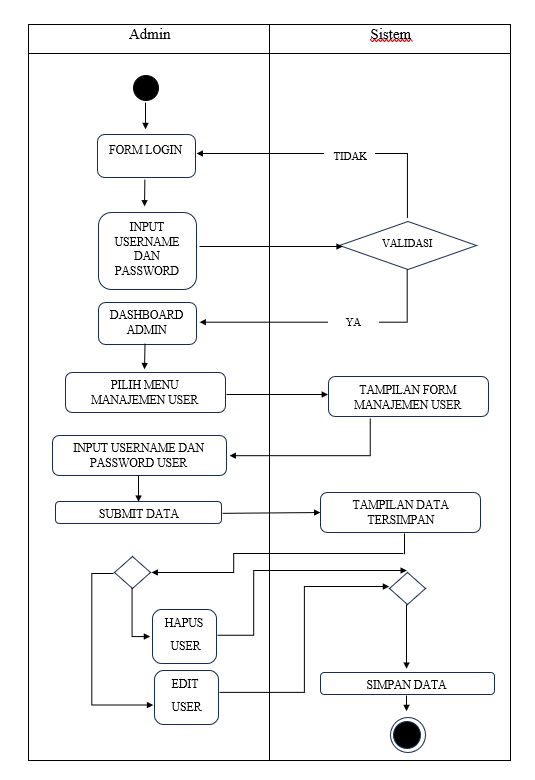 Admin
Sistem
FORM LOGIN
TIDAK
INPUT
USERNAME
DAN
PASSWORD
VALIDASI
DASHBOARD
ADMIN
YA
PILIH MENU
MANAJEMEN USER
TAMPILAN FORM
MANAJEMEN USER
INPUT USERNAME DAN
PASSWORD USER
SUBMIT DATA
TAMPILAN DATA
TERSIMPAN
HAPUS
USER
EDIT
USER
SIMPAN DATA